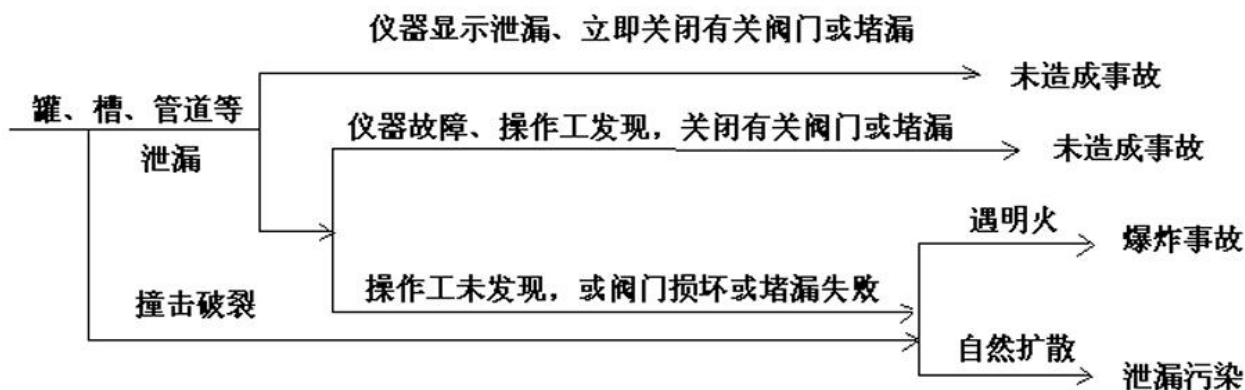 仪器显示泄漏、立即关闭有关阀门或堵漏
未造成事故
罐、槽、管道等
泄漏
仪器故障、操作工发现，关闭有关阀门或堵漏
未造成事故
遇明火
爆炸事故
操作工未发现，或阀门损坏或堵漏失败
撞击破裂
自然扩散
泄漏污染